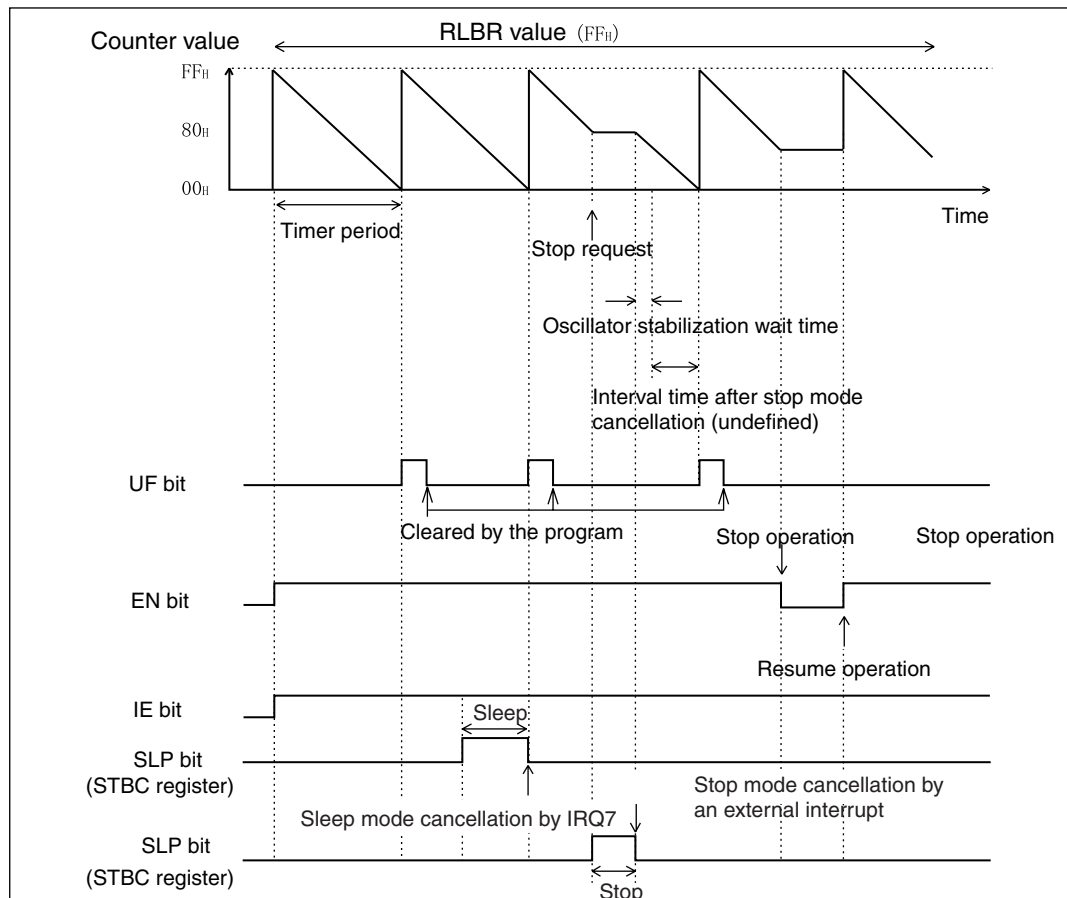 RLBR value (FFH)
Counter value
FFH
80H
00H
Time
Timer period
Stop request
Oscillator stabilization wait time
Interval time after stop mode
cancellation (undefined)
UF bit
Cleared by the program
Stop operation
Stop operation
EN bit
Resume operation
IE bit
Sleep
SLP bit
(STBC register)
Stop mode cancellation by
an external interrupt
Sleep mode cancellation by IRQ7
SLP bit
(STBC register)
Stop